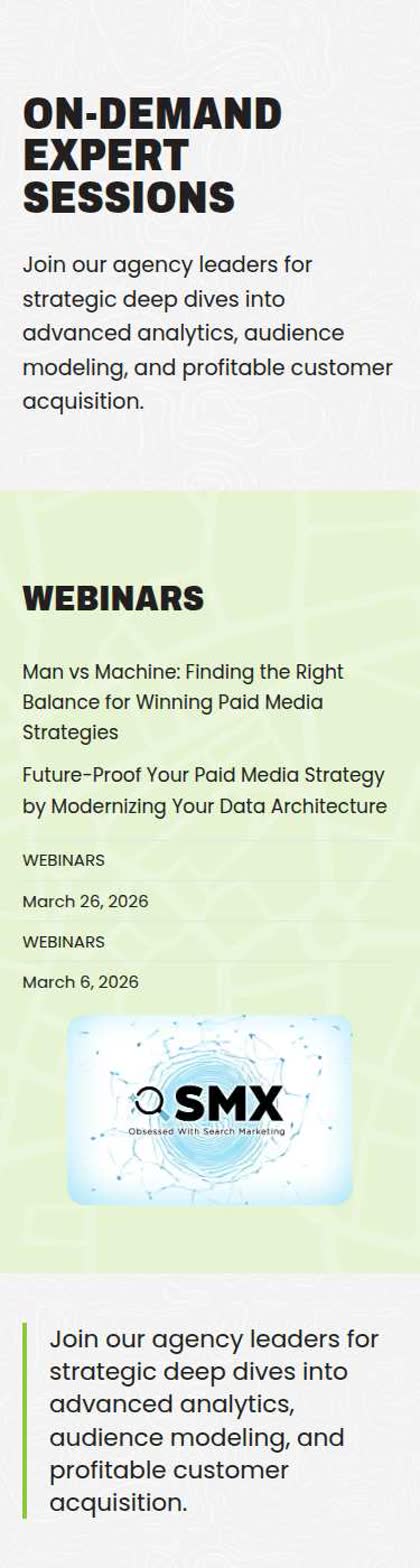 ON-DEMAND
EXPERT
SESSIONS
Join our agency leaders for
strategic deep dives into
advanced analytics, audience
modeling, and profitable customer
acquisition.
WEBINARS
Man vs Machine: Finding the Right
Balance for Winning Paid Media
Strategies
Future-Proof Your Paid Media Strategy
by Modernizing Your Data Architecture
WEBINARS
March 26, 2026
WEBINARS
March 6, 2026
SMX
Obsessed With Search Marketing
Join our agency leaders for
strategic deep dives into
advanced analytics,
audience modeling, and
profitable customer
acquisition.